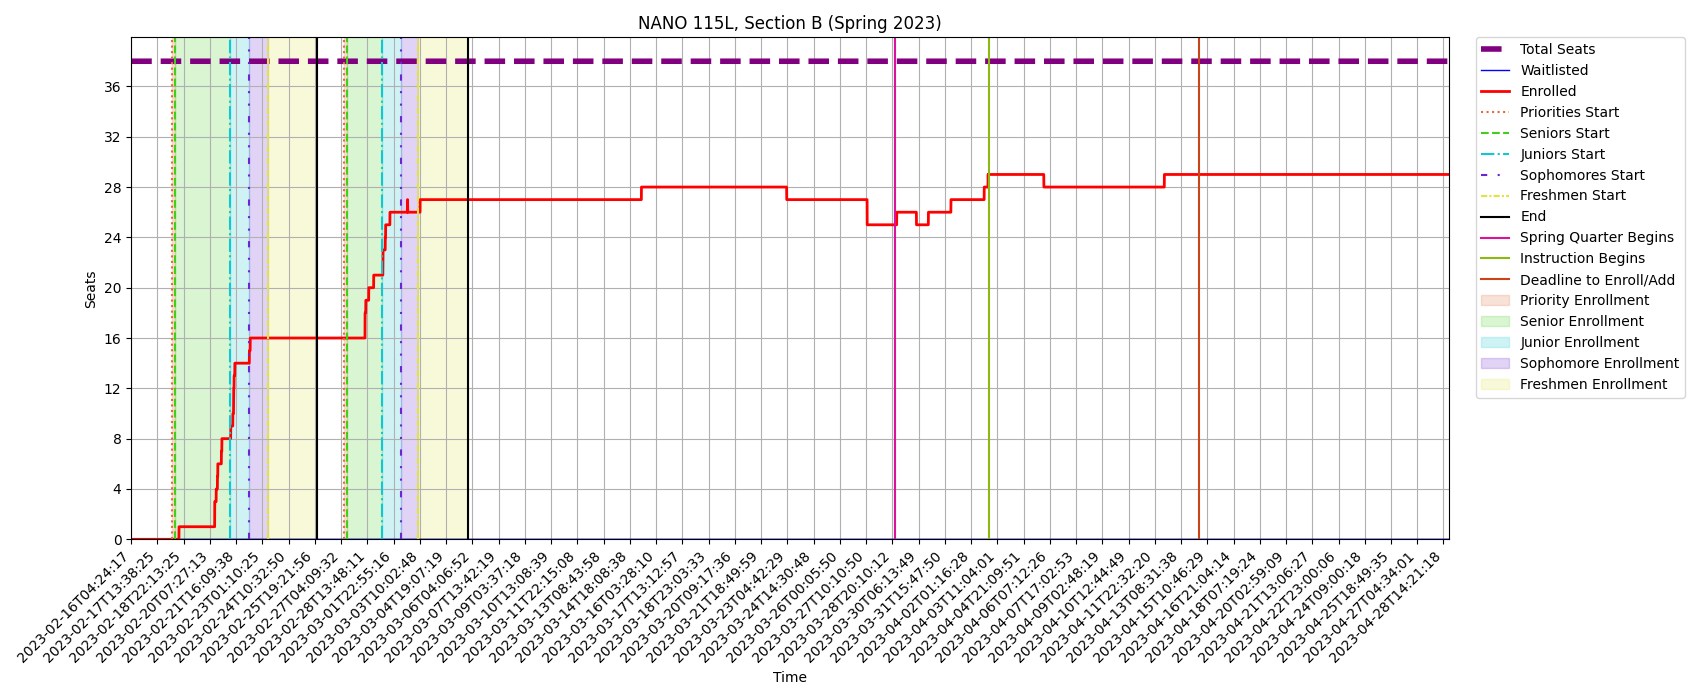 NANO 115L, Section B (Spring 2023)
Seats
36
32
28
24
20
16
12
8
4
0
2023-02-16T04:24:17
2023-02-17T13:38:25
2023-02-18T22:13:25
2023-02-20T07:27:13
2023-02-21T16:09:38
2023-02-23T01:10:25
2023-02-24T10:32:50
2023-02-25T19:21:56
2023-02-27T04:09:32
2023-02-28T13:48:11
2023-03-01T22:55:16
2023-03-03T10:02:48
2023-03-04T19:07:19
2023-03-06T04:06:52
2023-03-07T13:42:19
2023-03-09T03:37:18
2023-03-10T13:08:39
2023-03-11T22:15:08
2023-03-13T08:43:58
2023-03-14T18:08:38
2023-03-16T03:28:10
2023-03-17T13:12:57
2023-03-18T23:03:33
2023-03-20T09:17:36
2023-03-21T18:49:59
2023-03-23T04:42:29
2023-03-24T14:30:48
2023-03-26T00:05:50
2023-03-27T10:10:50
2023-03-28T20:10:12
2023-03-30T06:13:49
2023-03-31T15:47:50
2023-04-02T01:16:28
2023-04-03T11:04:01
2023-04-04T21:09:51
2023-04-06T07:12:26
2023-04-07T17:02:53
2023-04-09T02:48:19
2023-04-10T12:44:49
2023-04-11T22:32:20
2023-04-13T08:31:38
2023-04-15T10:46:29
2023-04-16T21:04:14
2023-04-18T07:19:24
2023-04-20T02:59:09
2023-04-21T13:06:27
2023-04-22T23:00:06
2023-04-24T09:00:18
2023-04-25T18:49:35
2023-04-27T04:34:01
2023-04-28T14:21:18
Time
Total Seats
Waitlisted
Enrolled
Priorities Start
Seniors Start
Juniors Start
Sophomores Start
Freshmen Start
End
Spring Quarter Begins
Instruction Begins
Deadline to Enroll/Add
Priority Enrollment
Senior Enrollment
Junior Enrollment
Sophomore Enrollment
Freshmen Enrollment